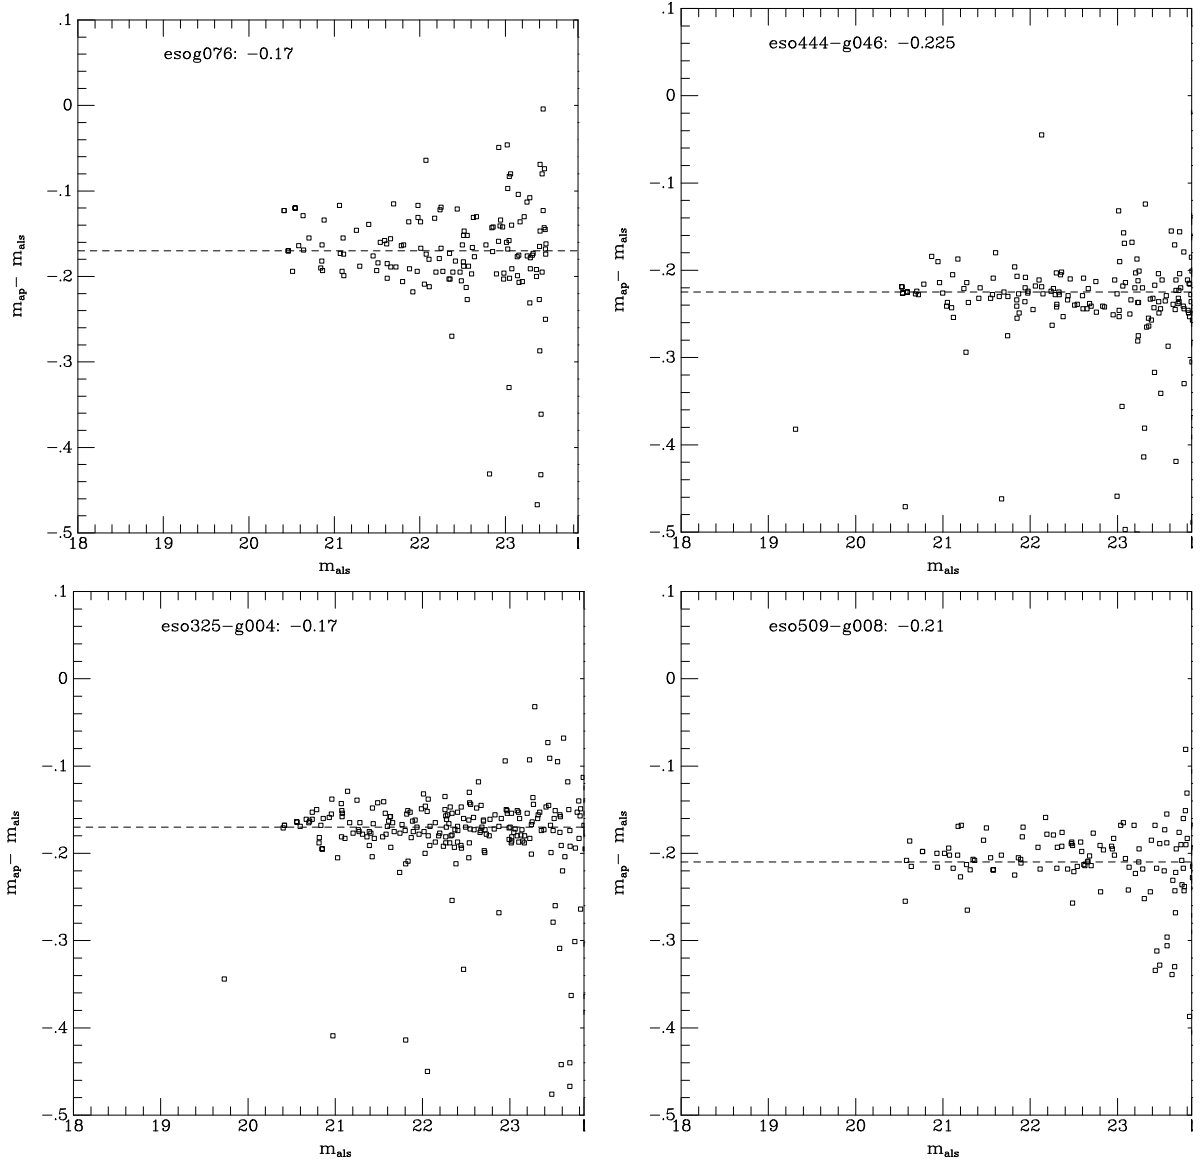 esog076: −0.17
.1
0
−.1
−.2
−.3
−.4
−.5
m_ap− m_als
18 19 20 21 22 23
m_als
eso444−g046: −0.225
.1
0
−.1
−.2
−.3
−.4
−.5
m_ap− m_als
18 19 20 21 22 23
m_als
eso325−g004: −0.17
.1
0
−.1
−.2
−.3
−.4
−.5
m_ap− m_als
18 19 20 21 22 23
m_als
eso509−g008: −0.21
.1
0
−.1
−.2
−.3
−.4
−.5
m_ap− m_als
18 19 20 21 22 23
m_als